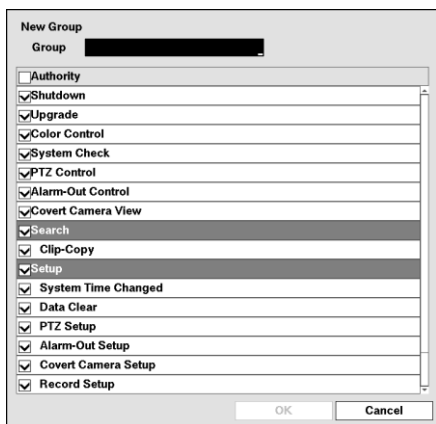 New Group
Group
Authority
Shutdown
Upgrade
Color Control
System Check
PTZ Control
Alarm-Out Control
Covert Camera View
Search
Clip-Copy
Setup
System Time Changed
Data Clear
PTZ Setup
Alarm-Out Setup
Covert Camera Setup
Record Setup
OK Cancel